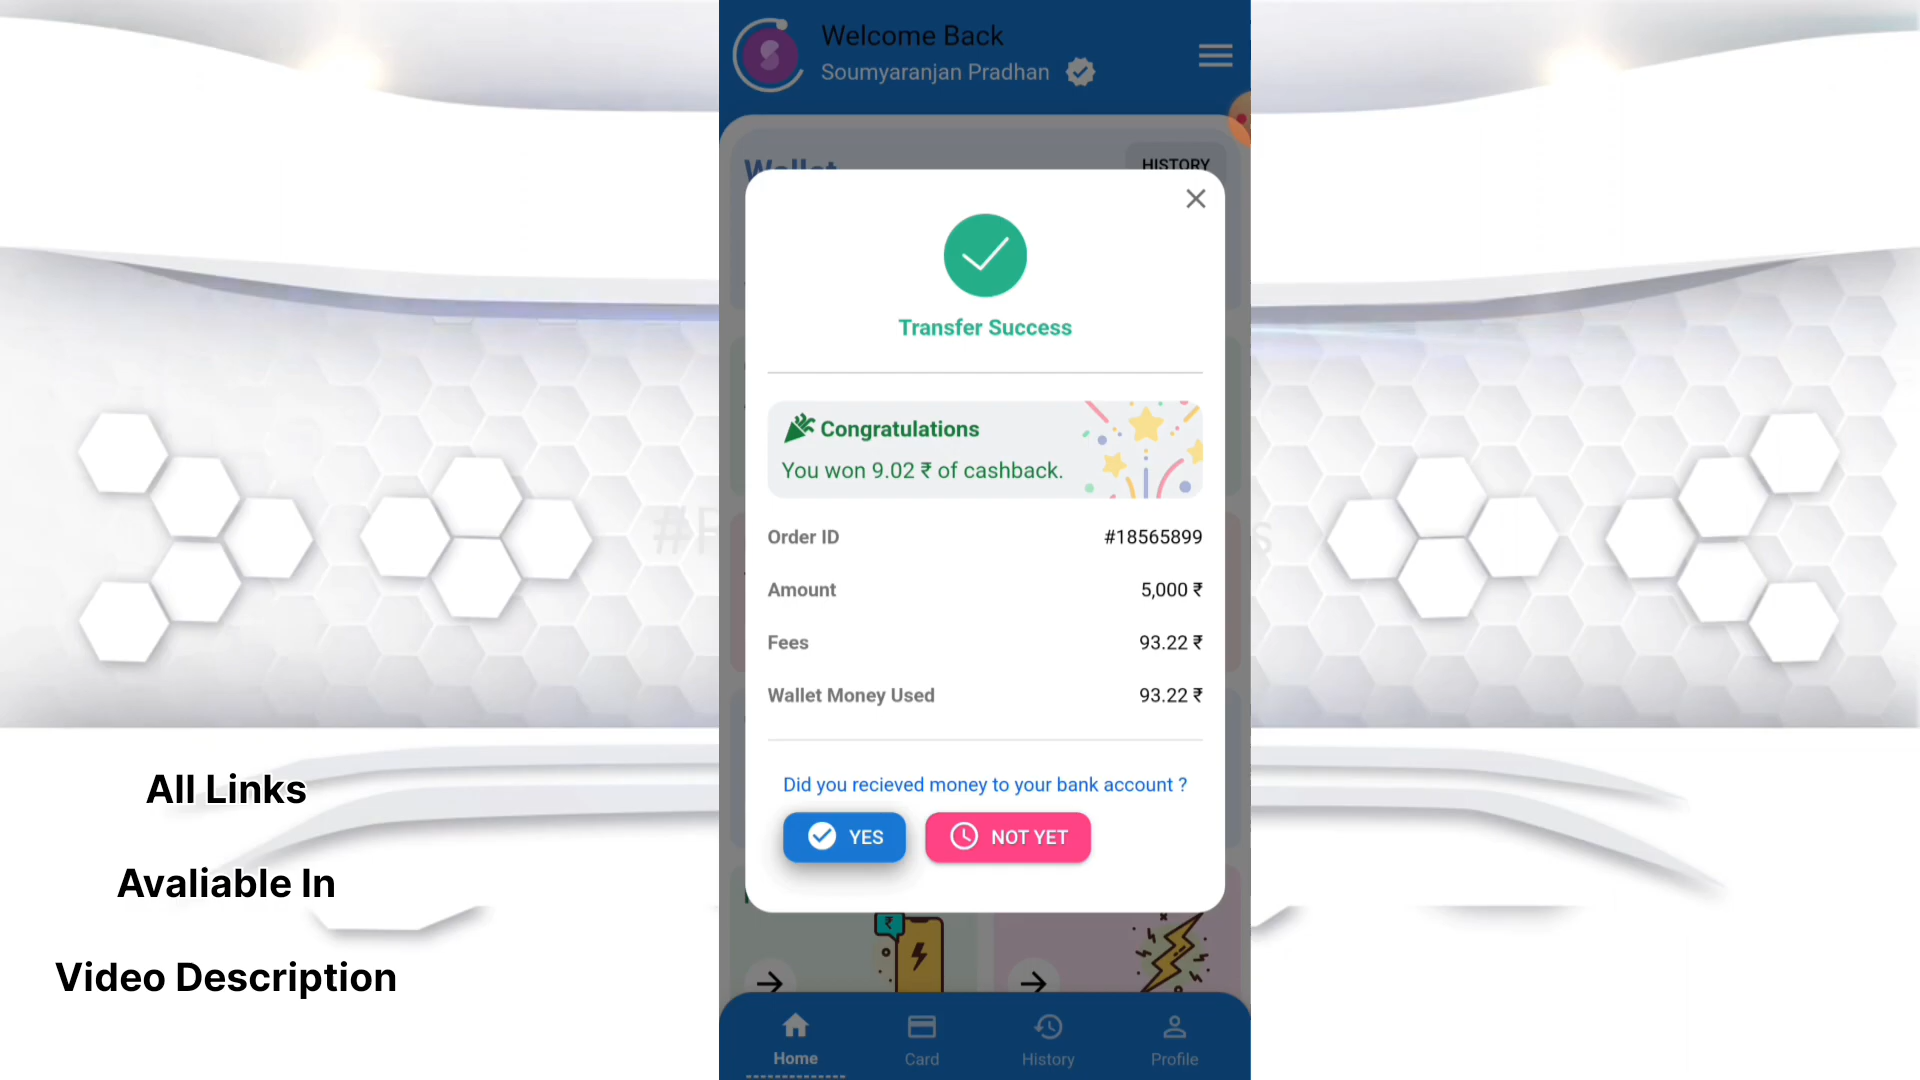 Welcome Back
Soumyaranjan Pradhan
Wallet
HISTORY
Transfer Success
Congratulations
You won 9.02 ₹ of cashback.
Order ID #18565899
Amount 5,000 ₹
Fees 93.22 ₹
Wallet Money Used 93.22 ₹
Did you recieved money to your bank account ?
YES NOT YET
All Links
Avaliable In
Video Description
Home Card History Profile